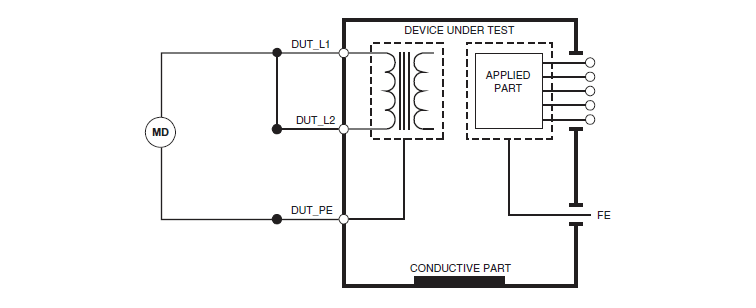 DEVICE UNDER TEST
DUT_L1
APPLIED
PART
DUT_L2
MD
DUT_PE
FE
CONDUCTIVE PART